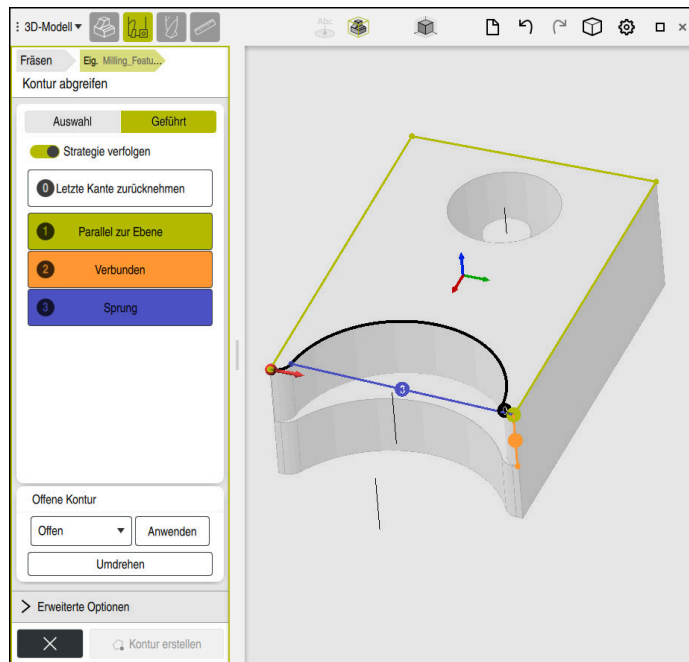 3D-Modell
Abc
Fräsen
Eig. Milling_Featu...
Kontur abgreifen
Auswahl
Geführt
Strategie verfolgen
0 Letzte Kante zurücknehmen
1 Parallel zur Ebene
2 Verbunden
3 Sprung
3
Offene Kontur
Offen
Anwenden
Umdrehen
Erweiterte Optionen
Kontur erstellen